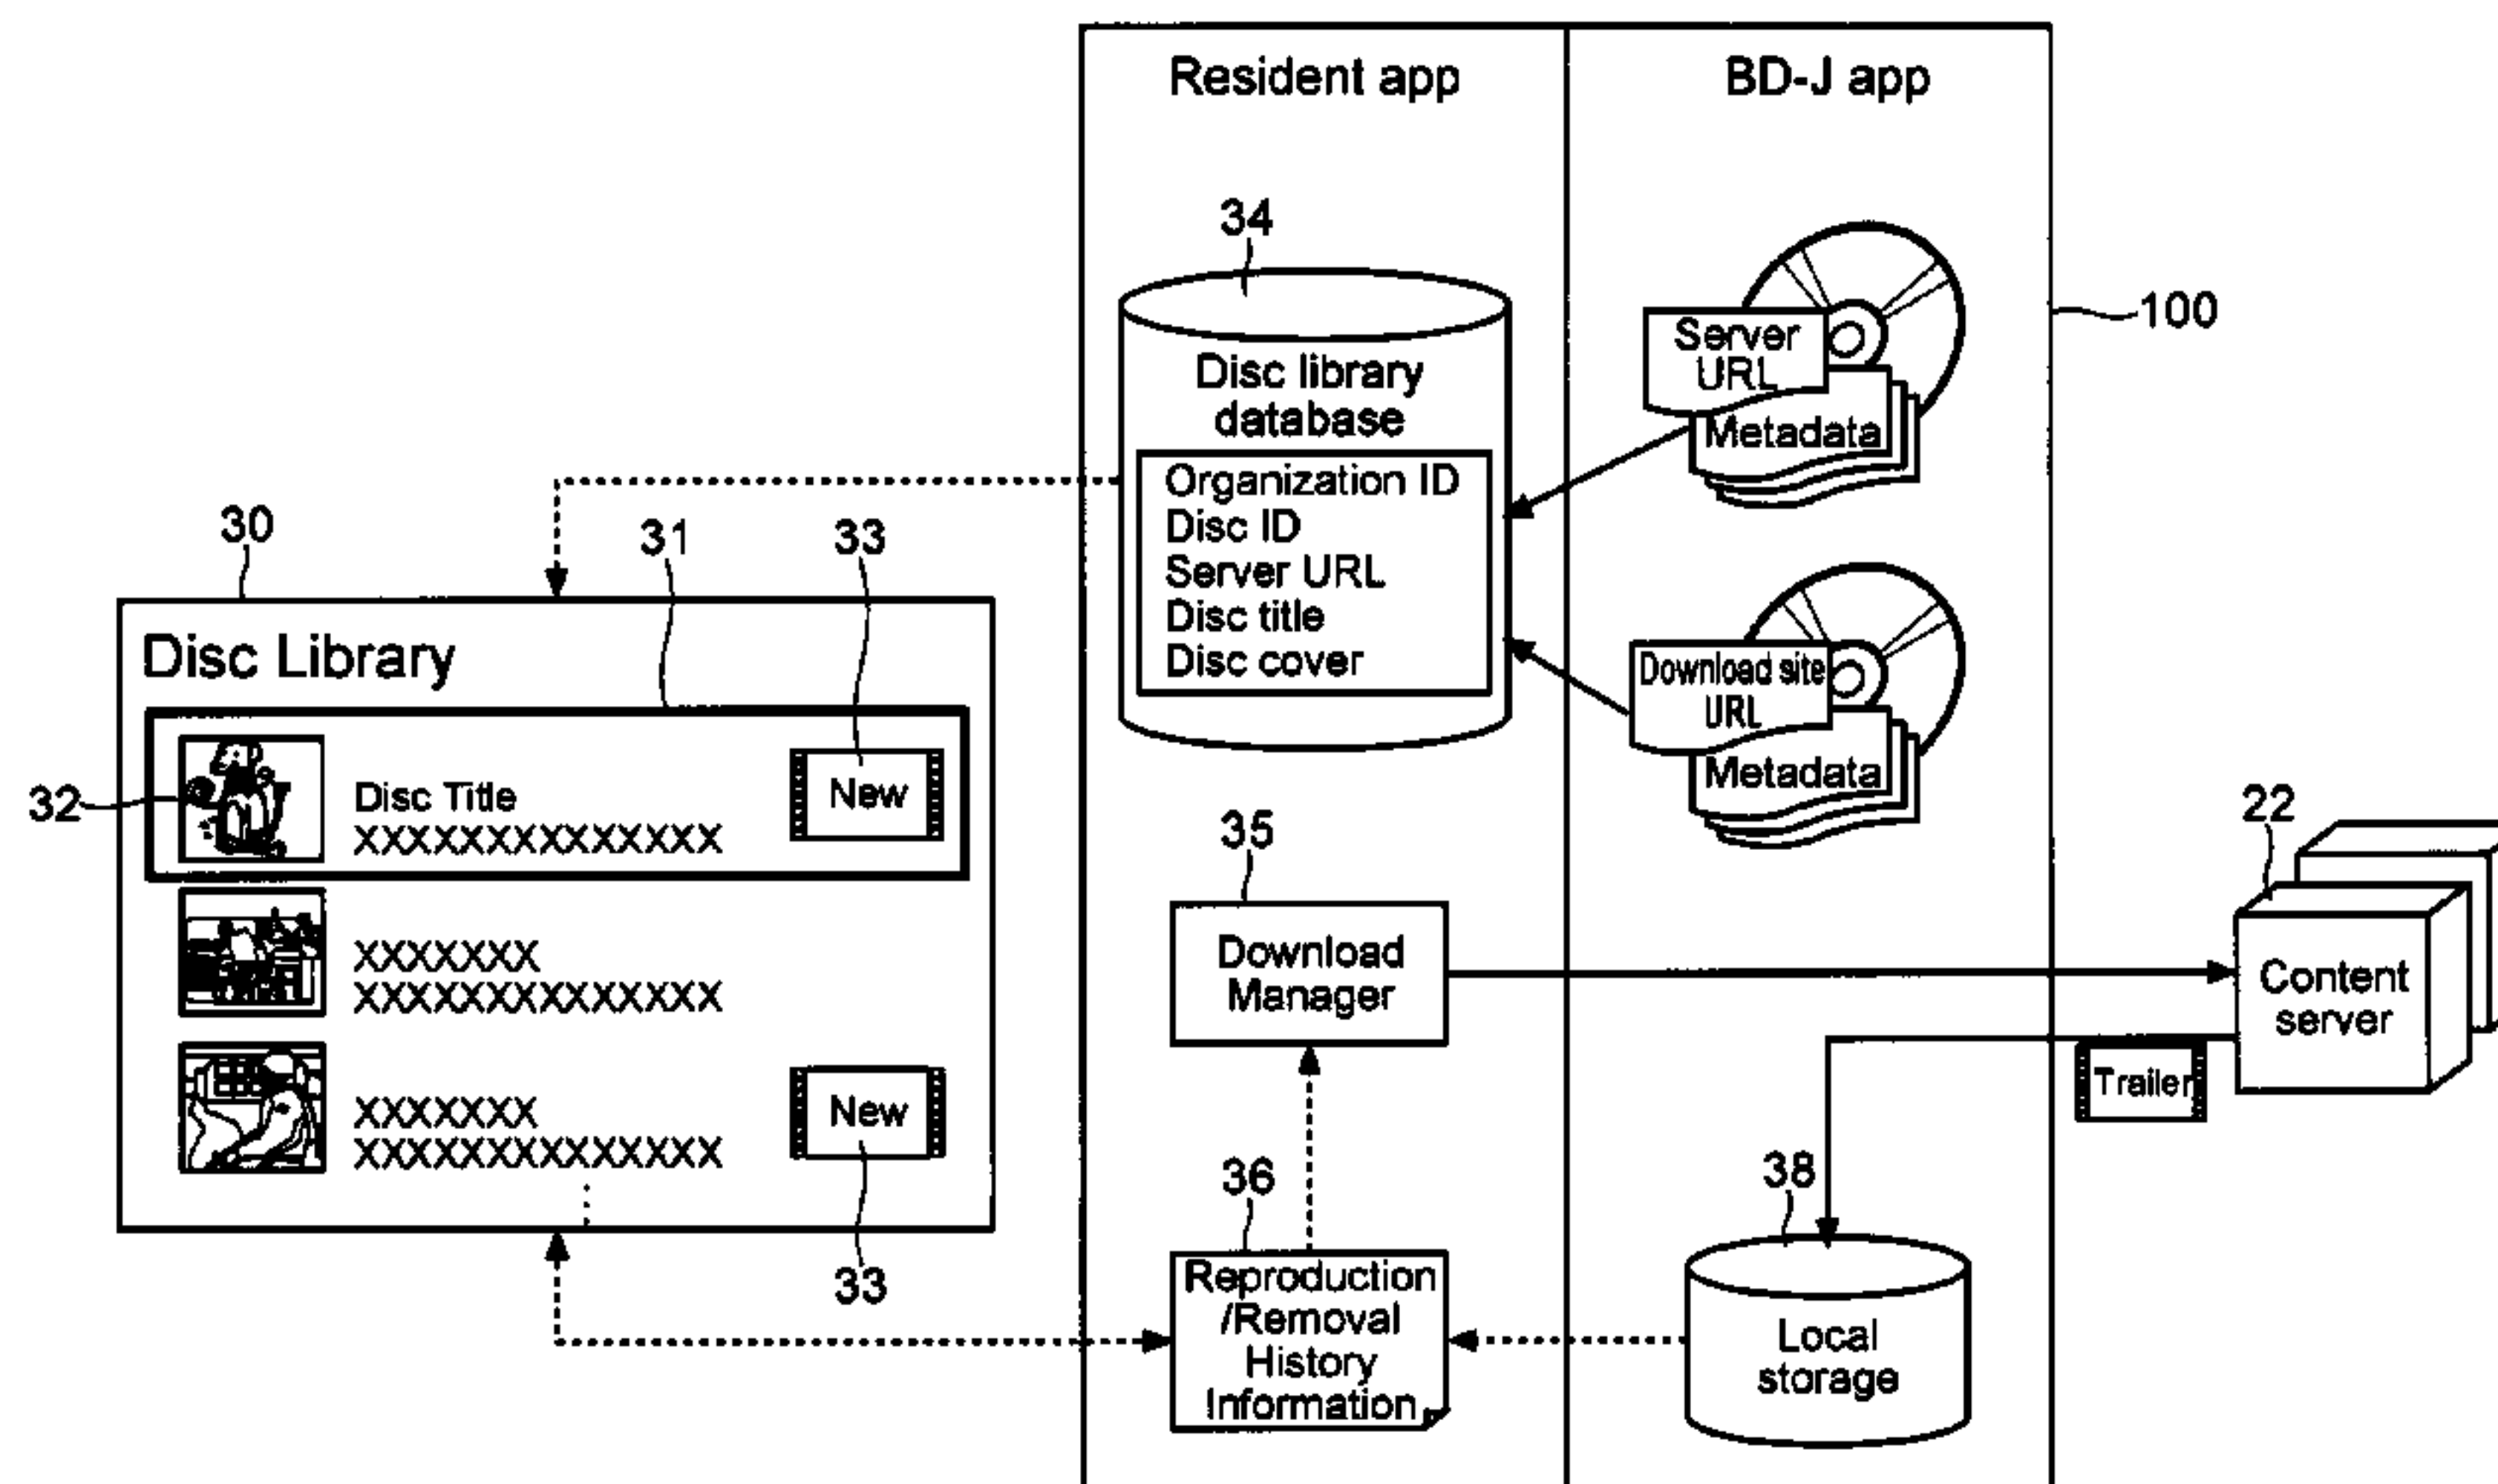 Resident app
BD-J app
34
Disc library
database
Organization ID
Disc ID
Server URL
Disc title
Disc cover
Server
URL
Metadata
100
Download site
URL
Metadata
30
31
33
Disc Library
32
Disc Title
XXXXXXXXXXXXXX
New
XXXXXXX
XXXXXXXXXXXXXX
XXXXXXX
XXXXXXXXXXXXXX
New
33
35
Download
Manager
22
Content
server
Trailer
36
Reproduction
/Removal
History
Information
38
Local
storage